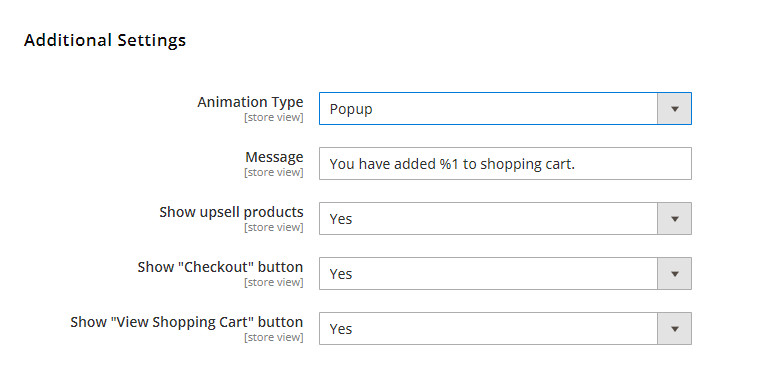 Additional Settings
Animation Type
[store view]
Popup
Message
[store view]
You have added %1 to shopping cart.
Show upsell products
[store view]
Yes
Show "Checkout" button
[store view]
Yes
Show "View Shopping Cart" button
[store view]
Yes